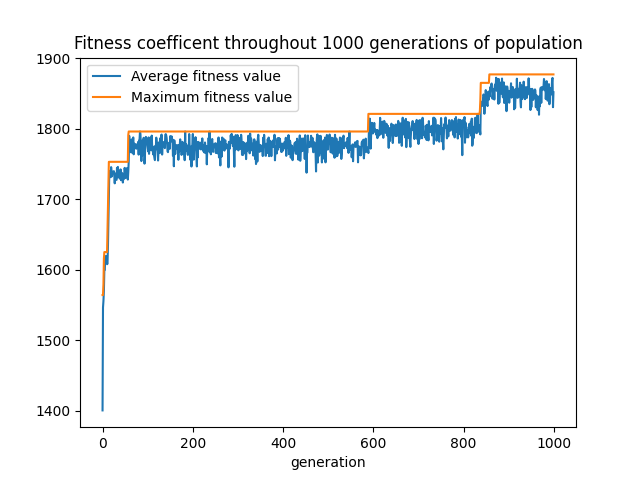 Fitness coefficent throughout 1000 generations of population
Average fitness value
Maximum fitness value
1900
1800
1700
1600
1500
1400
0 200 400 600 800 1000
generation